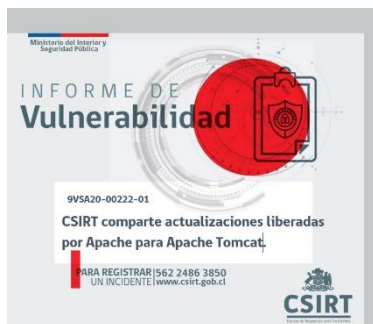 Ministerio del Interior y
Seguridad Pública
INFORME DE
Vulnerabilidad
9VSA20-00222-01
CSIRT comparte actualizaciones liberadas
por Apache para Apache Tomcat.
PARA REGISTRAR|562 2486 3850
UN INCIDENTE|www.csirt.gob.cl
CSIRT